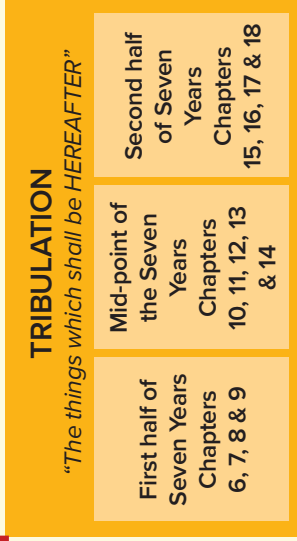 TRIBULATION
“The things which shall be HEREAFTER”
First half of
Seven Years
Chapters
6, 7, 8 & 9
Mid-point of
the Seven
Years
Chapters
10, 11, 12, 13
& 14
Second half
of Seven
Years
Chapters
15, 16, 17 & 18